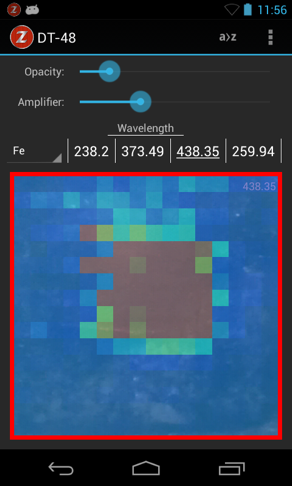 11:56
Z DT-48 a›z
Opacity:
Amplifier:
Wavelength
Fe 238.2 373.49 438.35 259.94
438.35